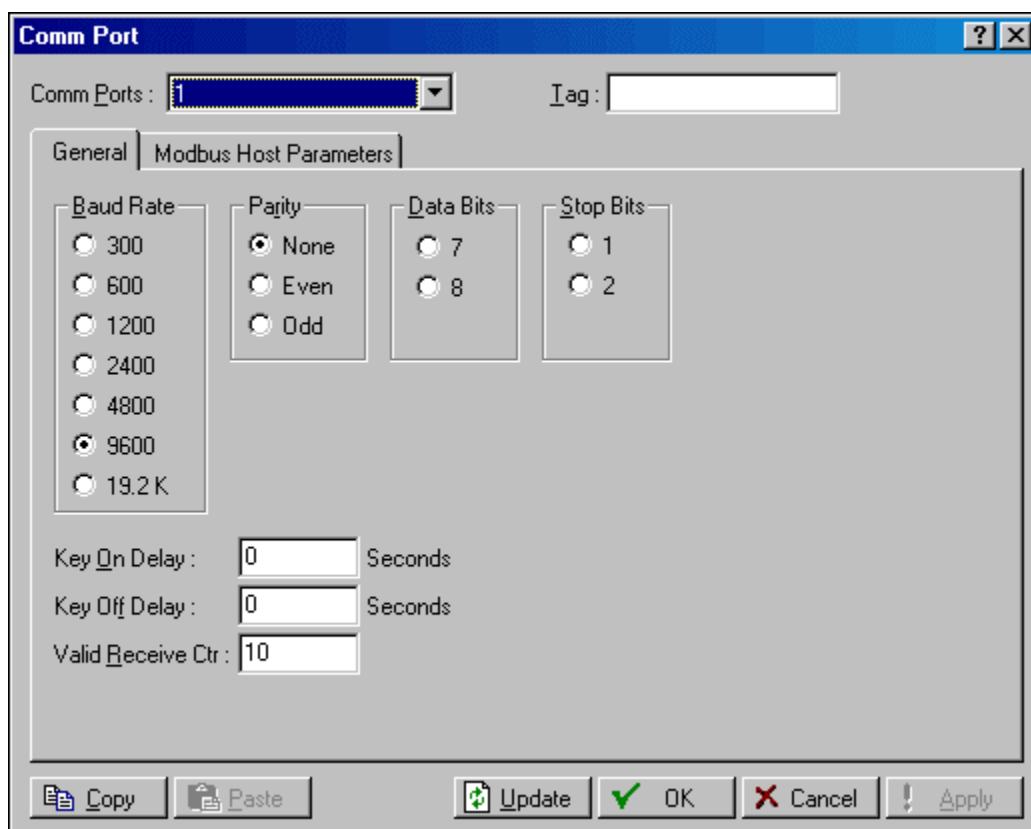 Comm Port
Comm Ports : 1 Tag :
General Modbus Host Parameters
Baud Rate Parity Data Bits Stop Bits
300 None 7 1
600 Even 8 2
1200 Odd
2400
4800
9600
19.2 K
Key On Delay : 0 Seconds
Key Off Delay : 0 Seconds
Valid Receive Ctr : 10
Copy Paste Update OK Cancel Apply